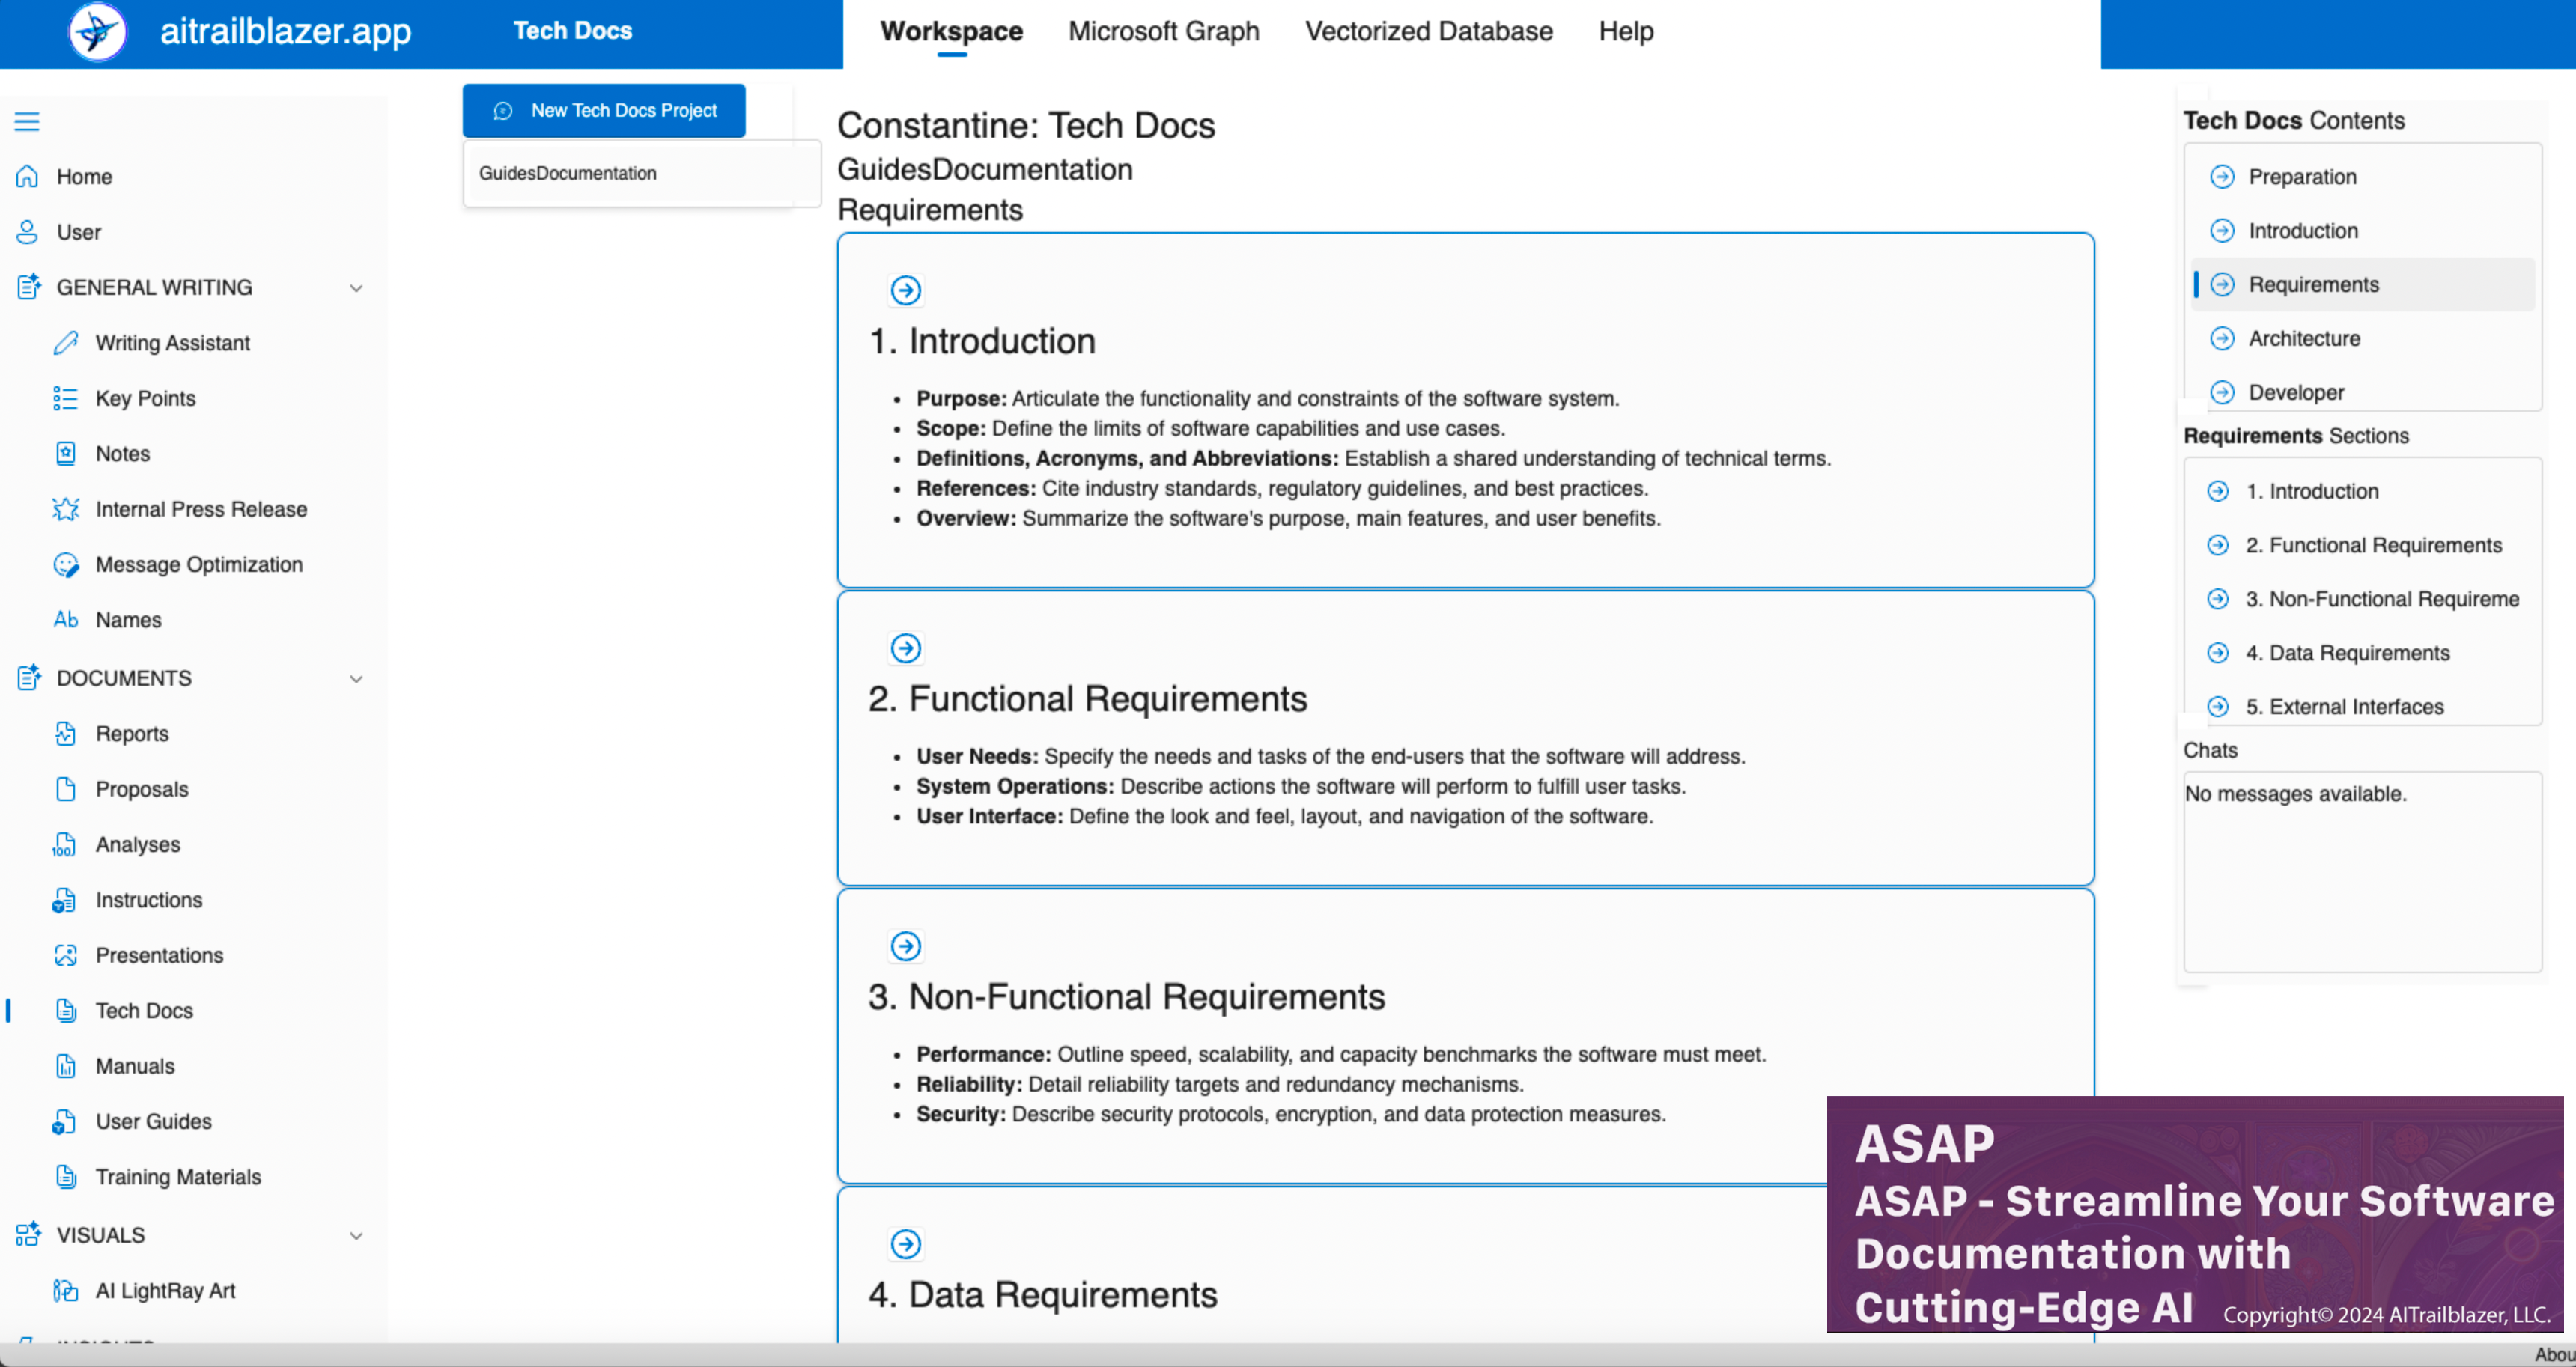 aitrailblazer.app
Tech Docs
Workspace
Microsoft Graph
Vectorized Database
Help
Home
User
GENERAL WRITING
Writing Assistant
Key Points
Notes
Internal Press Release
Message Optimization
Ab Names
DOCUMENTS
Reports
Proposals
100 Analyses
Instructions
Presentations
Tech Docs
Manuals
User Guides
Training Materials
VISUALS
AI LightRay Art
New Tech Docs Project
GuidesDocumentation
Constantine: Tech Docs
GuidesDocumentation
Requirements
1. Introduction
• Purpose: Articulate the functionality and constraints of the software system.
• Scope: Define the limits of software capabilities and use cases.
• Definitions, Acronyms, and Abbreviations: Establish a shared understanding of technical terms.
• References: Cite industry standards, regulatory guidelines, and best practices.
• Overview: Summarize the software's purpose, main features, and user benefits.
2. Functional Requirements
• User Needs: Specify the needs and tasks of the end-users that the software will address.
• System Operations: Describe actions the software will perform to fulfill user tasks.
• User Interface: Define the look and feel, layout, and navigation of the software.
3. Non-Functional Requirements
• Performance: Outline speed, scalability, and capacity benchmarks the software must meet.
• Reliability: Detail reliability targets and redundancy mechanisms.
• Security: Describe security protocols, encryption, and data protection measures.
4. Data Requirements
Tech Docs Contents
Preparation
Introduction
Requirements
Architecture
Developer
Requirements Sections
1. Introduction
2. Functional Requirements
3. Non-Functional Requireme
4. Data Requirements
5. External Interfaces
Chats
No messages available.
ASAP
ASAP - Streamline Your Software
Documentation with
Cutting-Edge AI
Copyright© 2024 AITrailblazer, LLC.
Abou